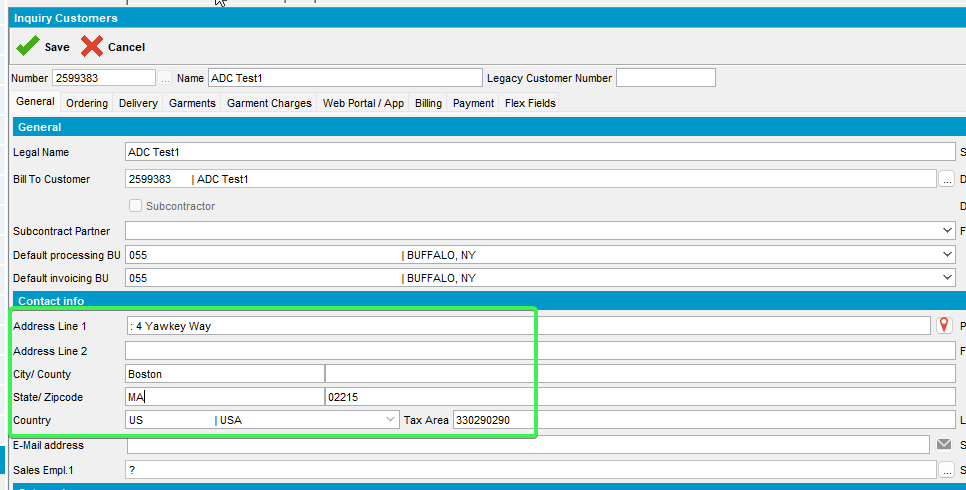 Inquiry Customers
Save Cancel
Number 2599383 ... Name ADC Test1 Legacy Customer Number
General Ordering Delivery Garments Garment Charges Web Portal / App Billing Payment Flex Fields
General
Legal Name ADC Test1 S
Bill To Customer 2599383 | ADC Test1 ... D
Subcontractor D
Subcontract Partner F
Default processing BU 055 | BUFFALO, NY
Default invoicing BU 055 | BUFFALO, NY
Contact info
Address Line 1 : 4 Yawkey Way P
Address Line 2 F
City/ County Boston
State/ Zipcode MA 02215
Country US | USA Tax Area 330290290 L
E-Mail address S
Sales Empl.1 ? ... S